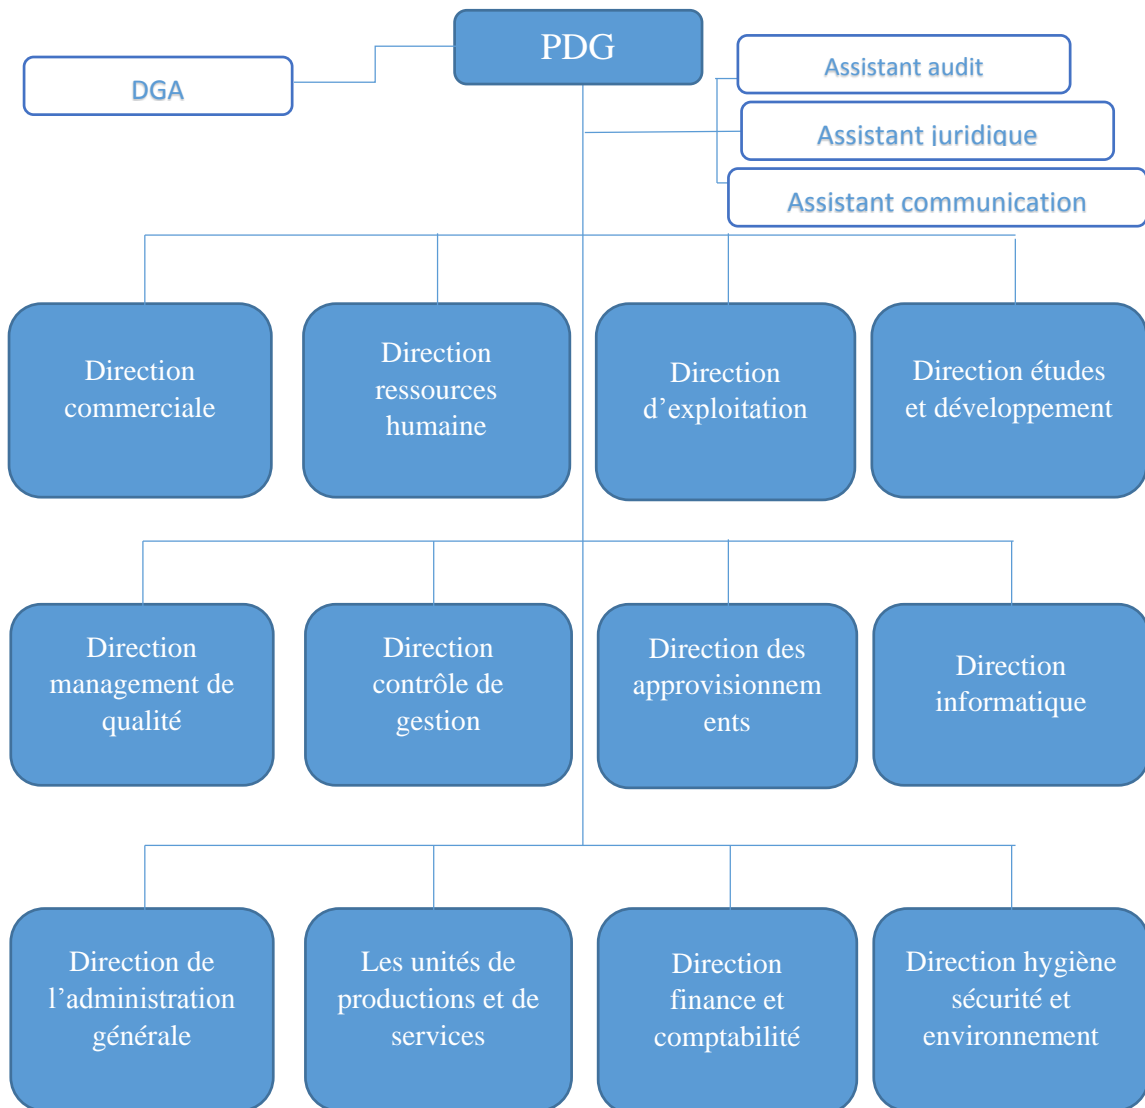 PDG
DGA
Assistant audit
Assistant juridique
Assistant communication
Direction
commerciale
Direction
ressources
humaine
Direction
d’exploitation
Direction études
et développement
Direction
management de
qualité
Direction
contrôle de
gestion
Direction des
approvisionnem
ents
Direction
informatique
Direction de
l’administration
générale
Les unités de
productions et de
services
Direction
finance et
comptabilité
Direction hygiène
sécurité et
environnement